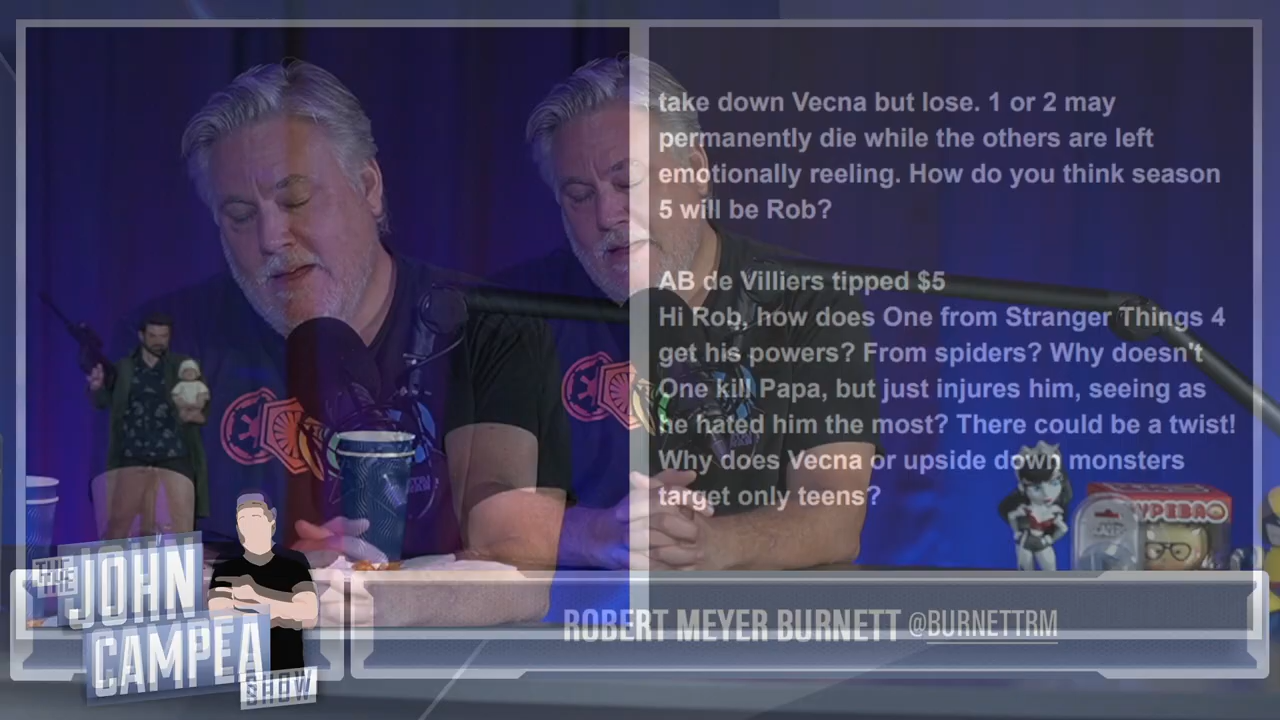 take down Vecna but lose. 1 or 2 may
permanently die while the others are left
emotionally reeling. How do you think season
5 will be Rob?
AB de Villiers tipped $5
Hi Rob, how does One from Stranger Things 4
get his powers? From spiders? Why doesn't
One kill Papa, but just injures him, seeing as
he hated him the most? There could be a twist!
Why does Vecna or upside down monsters
target only teens?
THE
JOHN
CAMPEA
SHOW
ROBERT MEYER BURNETT @BURNETTRM